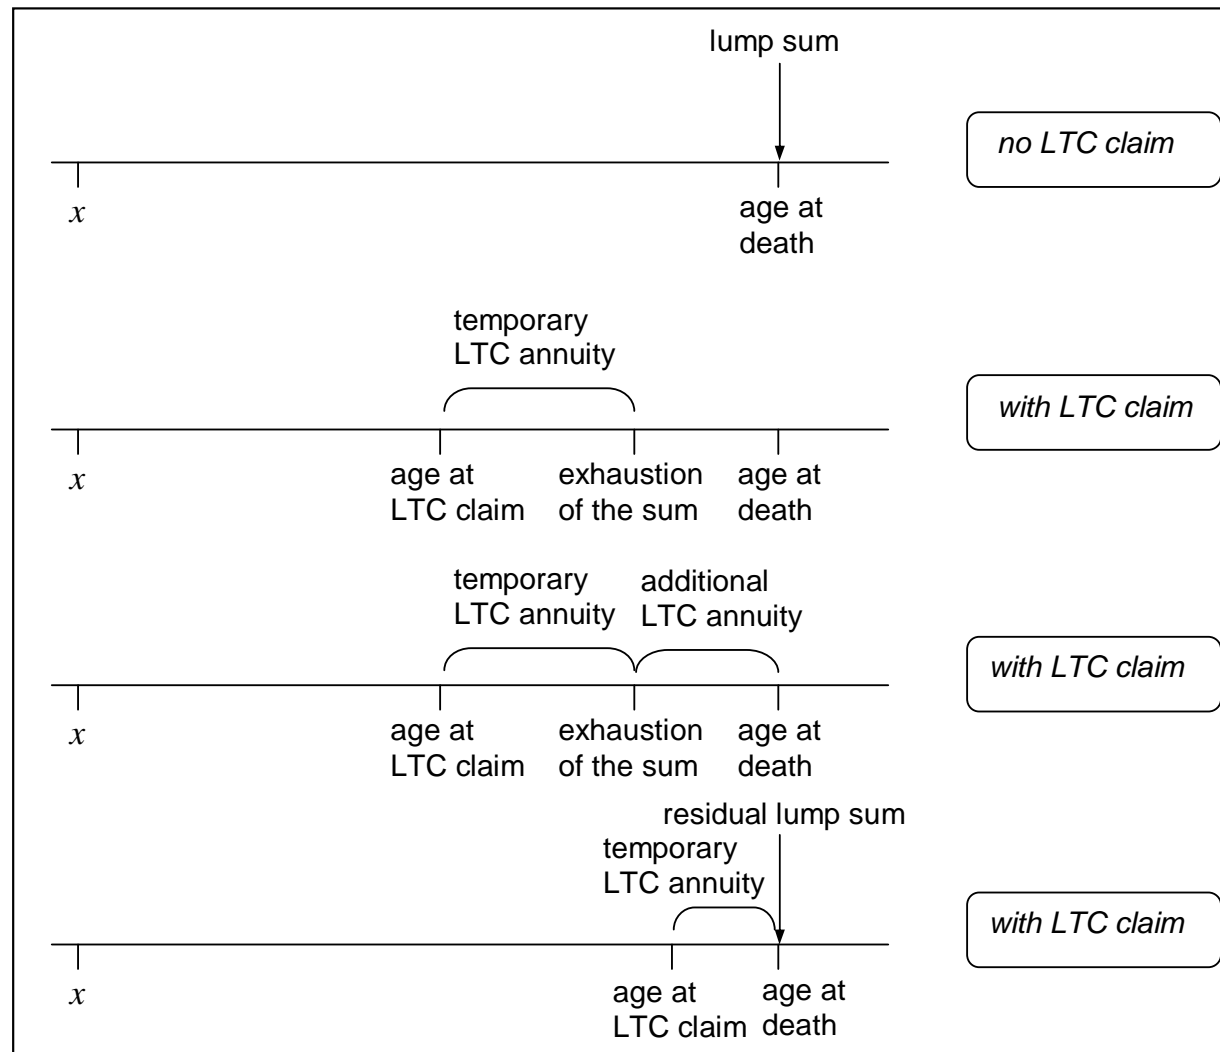 lump sum
no LTC claim
x
age at
death
temporary
LTC annuity
with LTC claim
x
age at
LTC claim
exhaustion
of the sum
age at
death
temporary
LTC annuity
additional
LTC annuity
with LTC claim
x
age at
LTC claim
exhaustion
of the sum
age at
death
residual lump sum
temporary
LTC annuity
with LTC claim
x
age at
LTC claim
age at
death